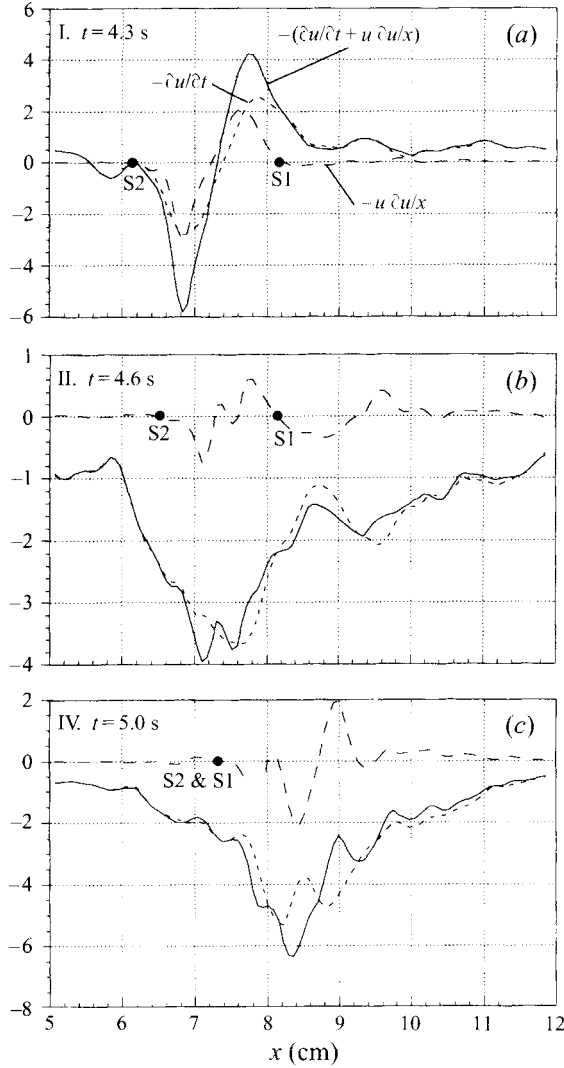 6
I. t = 4.3 s
−(∂u/∂t + u ∂u/x)
(a)
4
−∂u/∂t
2
0
S2
S1
−u ∂u/x
−2
−4
−6
1
II. t = 4.6 s
(b)
0
S2
S1
−1
−2
−3
−4
2
IV. t = 5.0 s
(c)
0
S2 & S1
−2
−4
−6
−8
5 6 7 8 9 10 11 12
x (cm)